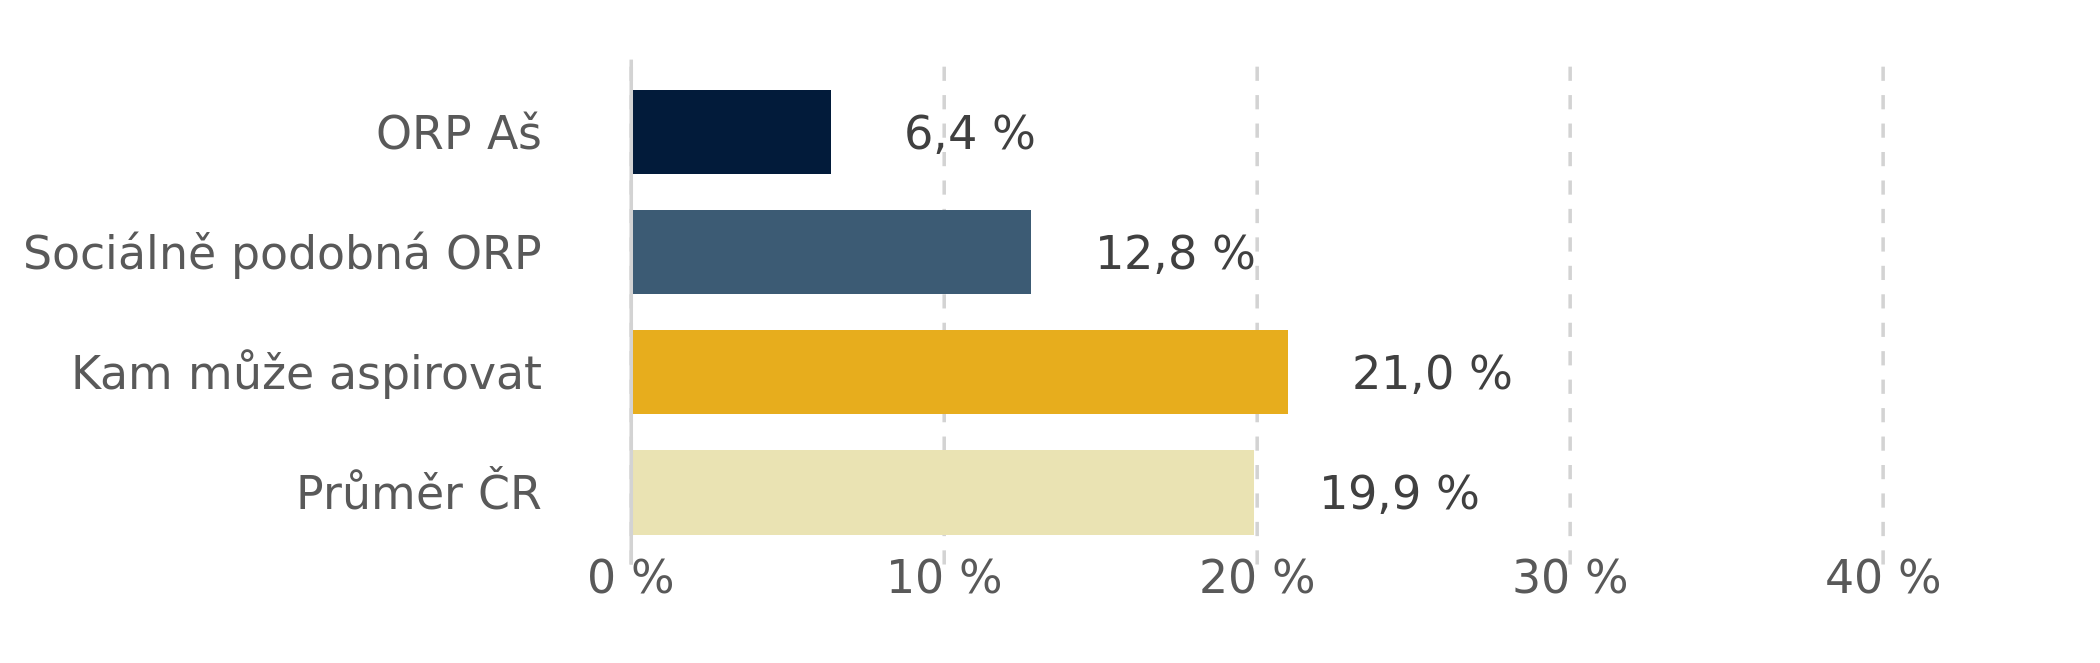 ORP Aš 6,4 %
Sociálně podobná ORP 12,8 %
Kam může aspirovat 21,0 %
Průměr ČR 19,9 %
0 % 10 % 20 % 30 % 40 %